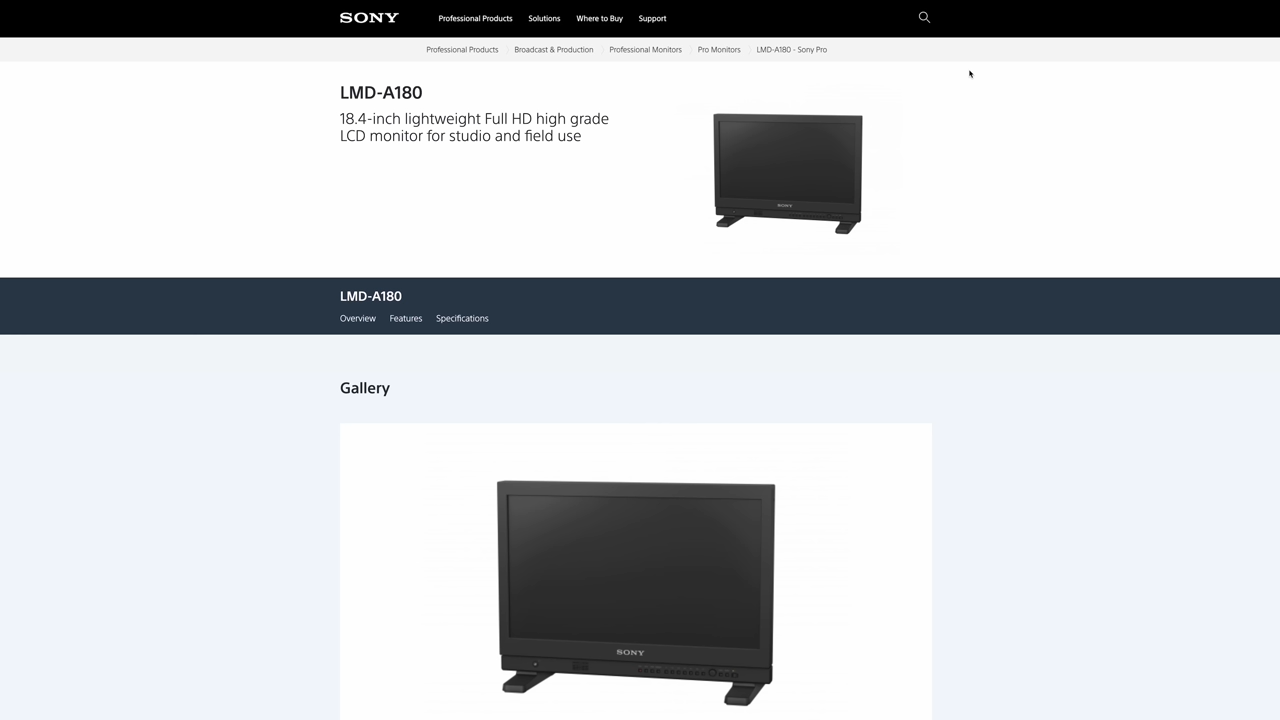 SONY
Professional Products Solutions Where to Buy Support
Professional Products Broadcast & Production Professional Monitors Pro Monitors LMD-A180 - Sony Pro
LMD-A180
18.4-inch lightweight Full HD high grade
LCD monitor for studio and field use
SONY
LMD-A180
Overview Features Specifications
Gallery
SONY